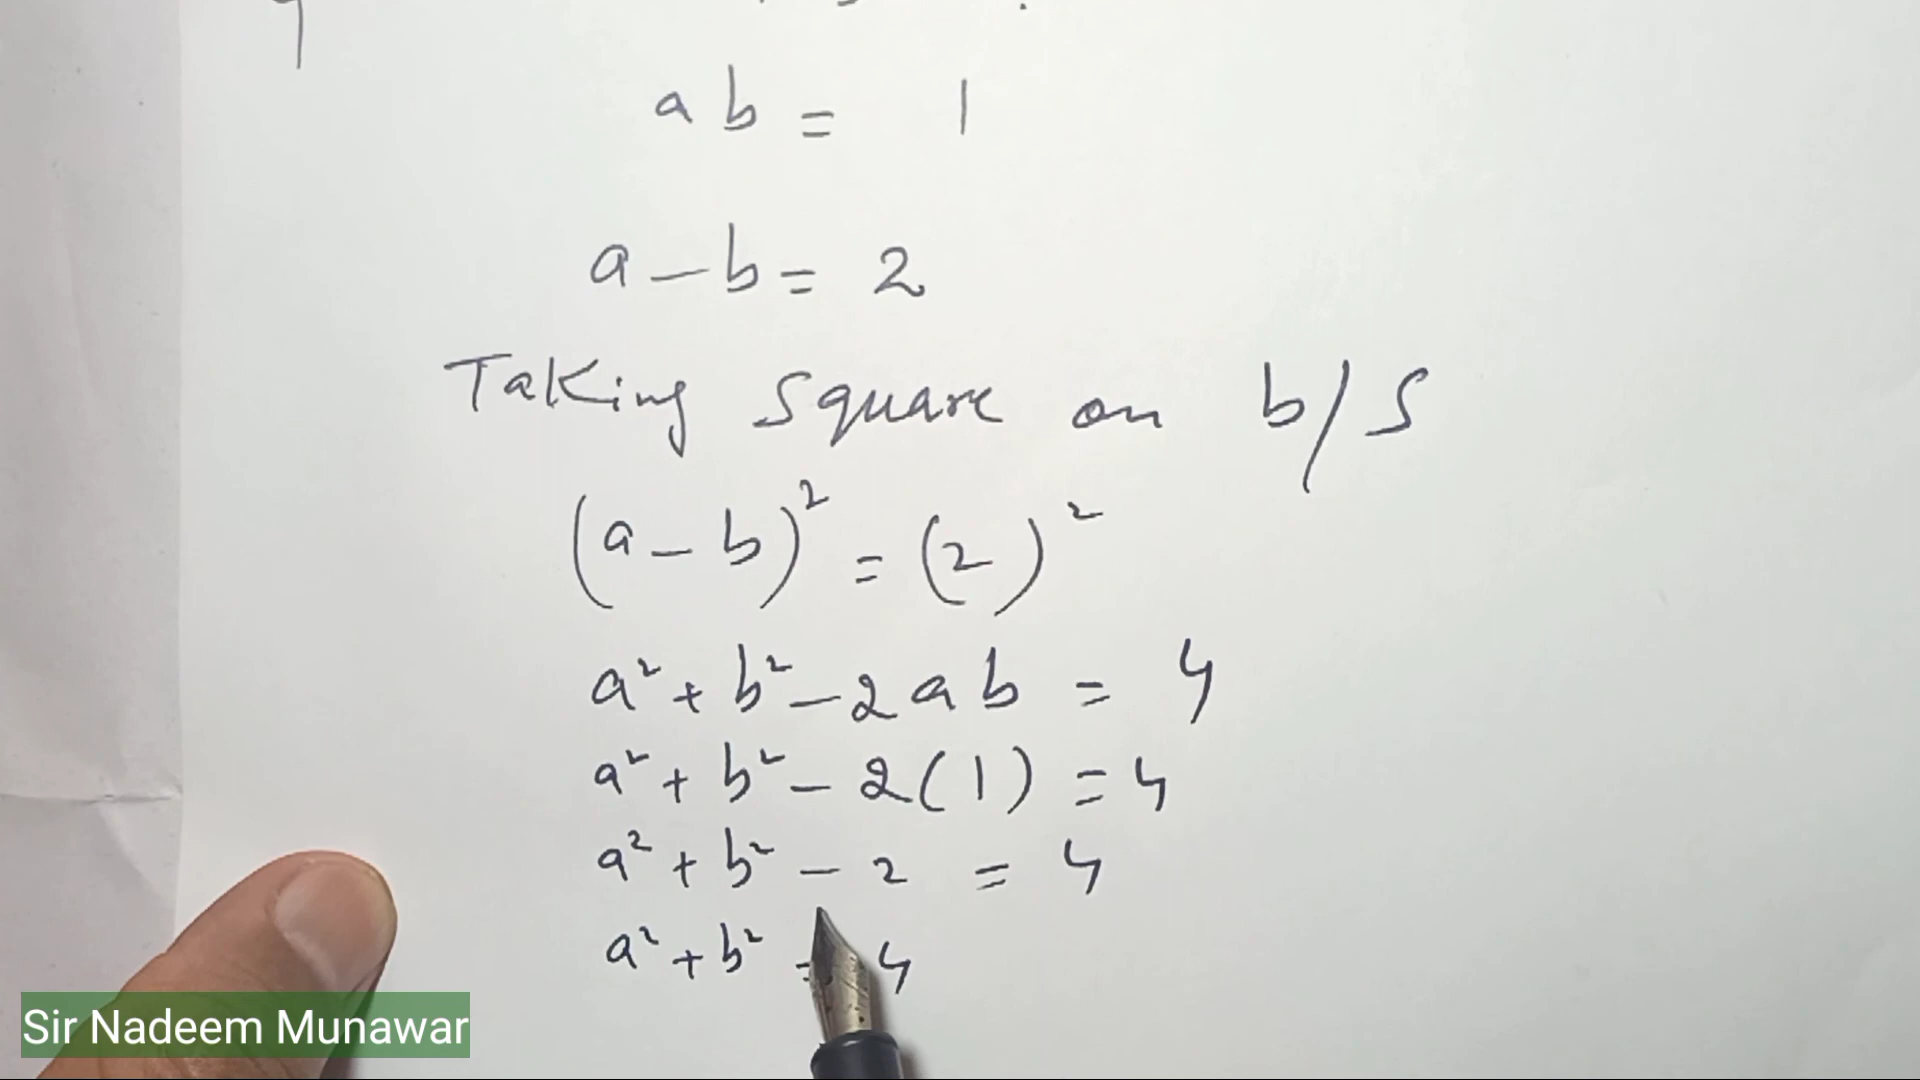 ab = 1
a - b = 2
Taking square on b/s
(a - b)² = (2)²
a² + b² - 2ab = 4
a² + b² - 2(1) = 4
a² + b² - 2 = 4
a² + b² = 4
Sir Nadeem Munawar